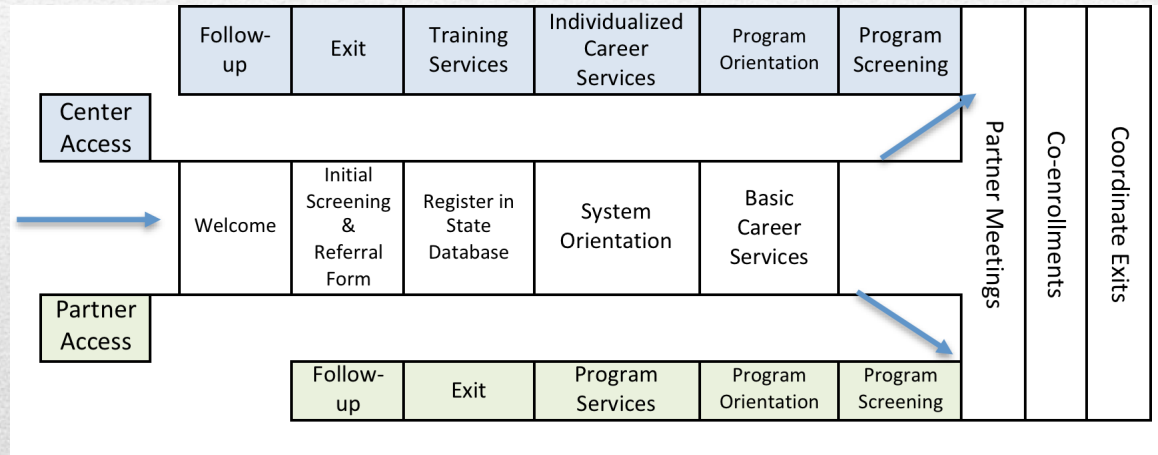 Follow-
up
Exit
Training
Services
Individualized
Career
Services
Program
Orientation
Program
Screening
Center
Access
Welcome
Initial
Screening
&
Referral
Form
Register in
State
Database
System
Orientation
Basic
Career
Services
Partner
Access
Follow-
up
Exit
Program
Services
Program
Orientation
Program
Screening
Partner Meetings
Co-enrollments
Coordinate Exits